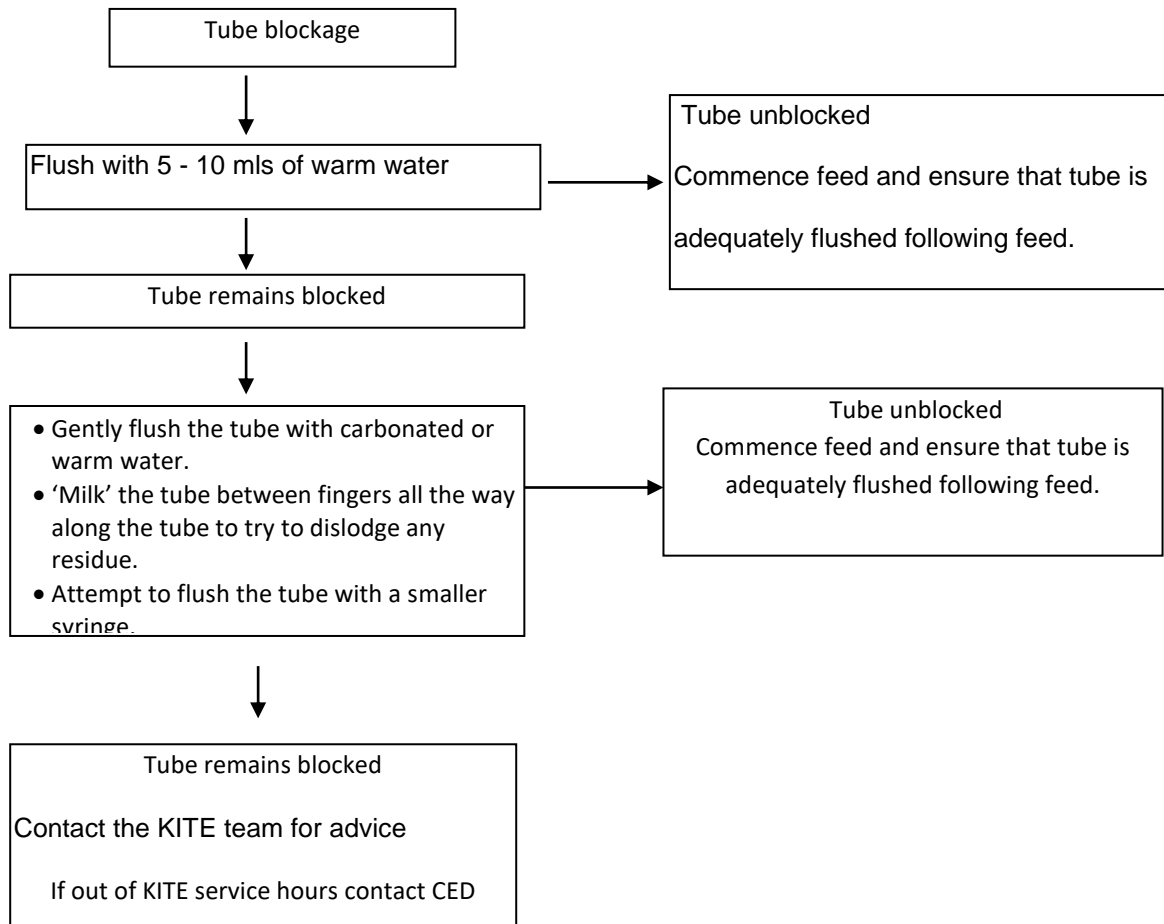 Tube blockage
Flush with 5 - 10 mls of warm water
Tube unblocked
Commence feed and ensure that tube is
adequately flushed following feed.
Tube remains blocked
• Gently flush the tube with carbonated or
warm water.
• ‘Milk’ the tube between fingers all the way
along the tube to try to dislodge any
residue.
• Attempt to flush the tube with a smaller
syringe.
Tube unblocked
Commence feed and ensure that tube is
adequately flushed following feed.
Tube remains blocked
Contact the KITE team for advice
If out of KITE service hours contact CED